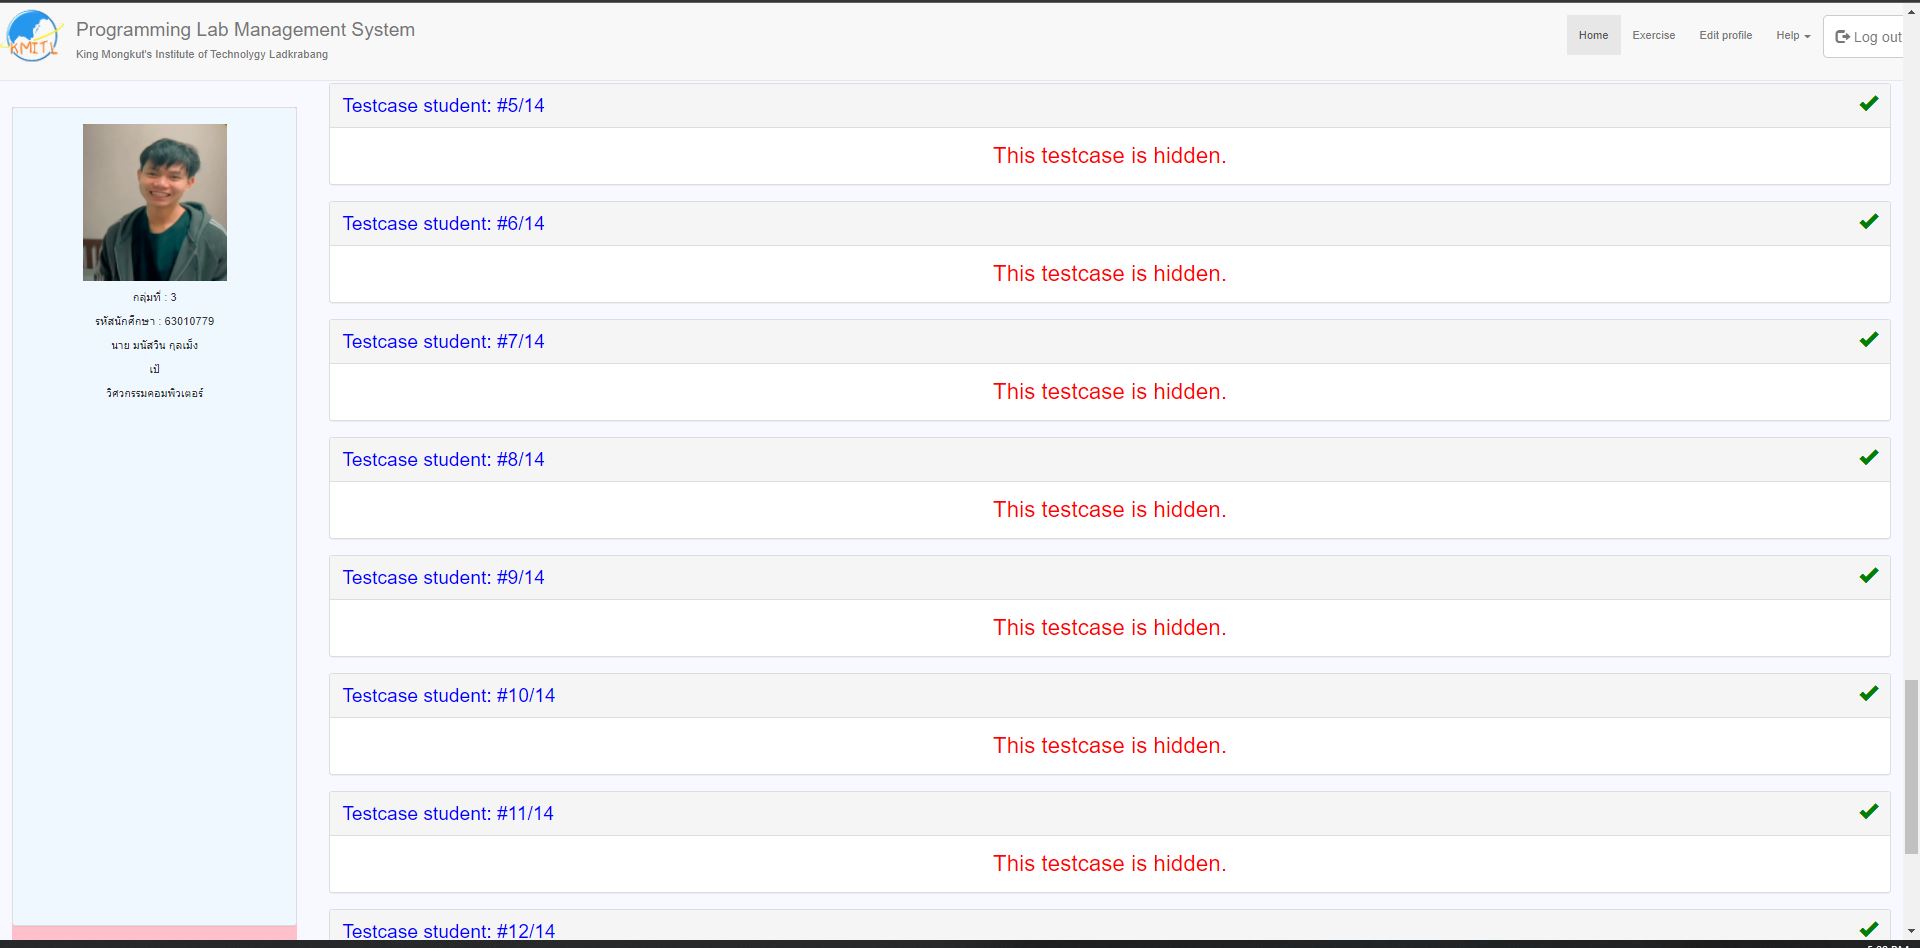 KMITL
Programming Lab Management System
King Mongkut's Institute of Technolygy Ladkrabang
Home
Exercise
Edit profile
Help
Log out
กลุ่มที่ : 3
รหัสนักศึกษา : 63010779
นาย มนัสวิน กุลเม็ง
เป้
วิศวกรรมคอมพิวเตอร์
Testcase student: #5/14
This testcase is hidden.
Testcase student: #6/14
This testcase is hidden.
Testcase student: #7/14
This testcase is hidden.
Testcase student: #8/14
This testcase is hidden.
Testcase student: #9/14
This testcase is hidden.
Testcase student: #10/14
This testcase is hidden.
Testcase student: #11/14
This testcase is hidden.
Testcase student: #12/14